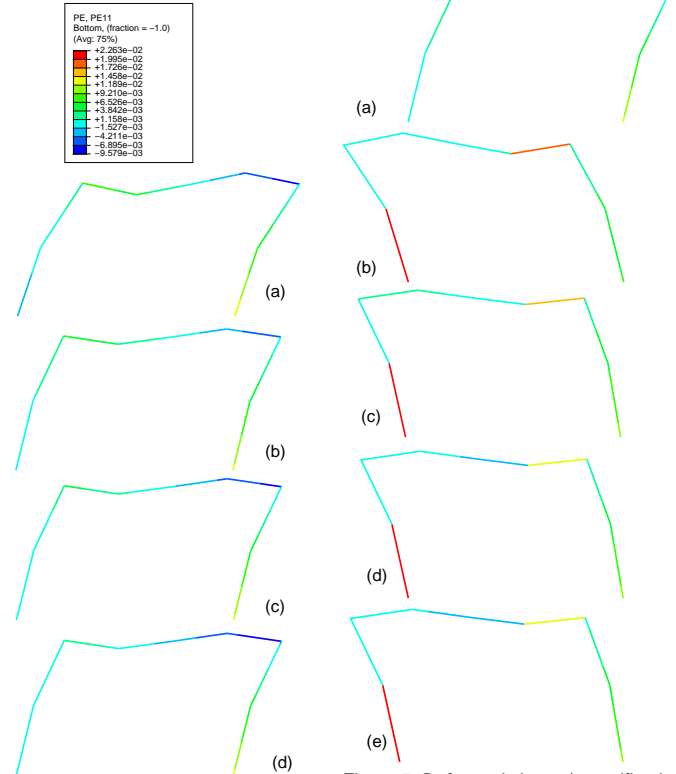 PE, PE11
Bottom, (fraction = −1.0)
(Avg: 75%)
+2.263e−02
+1.995e−02
+1.726e−02
+1.458e−02
+1.189e−02
+9.210e−03
+6.526e−03
+3.842e−03
+1.158e−03
−1.527e−03
−4.211e−03
−6.895e−03
−9.579e−03
(a)
(b)
(c)
(d)
(a)
(b)
(c)
(d)
(e)